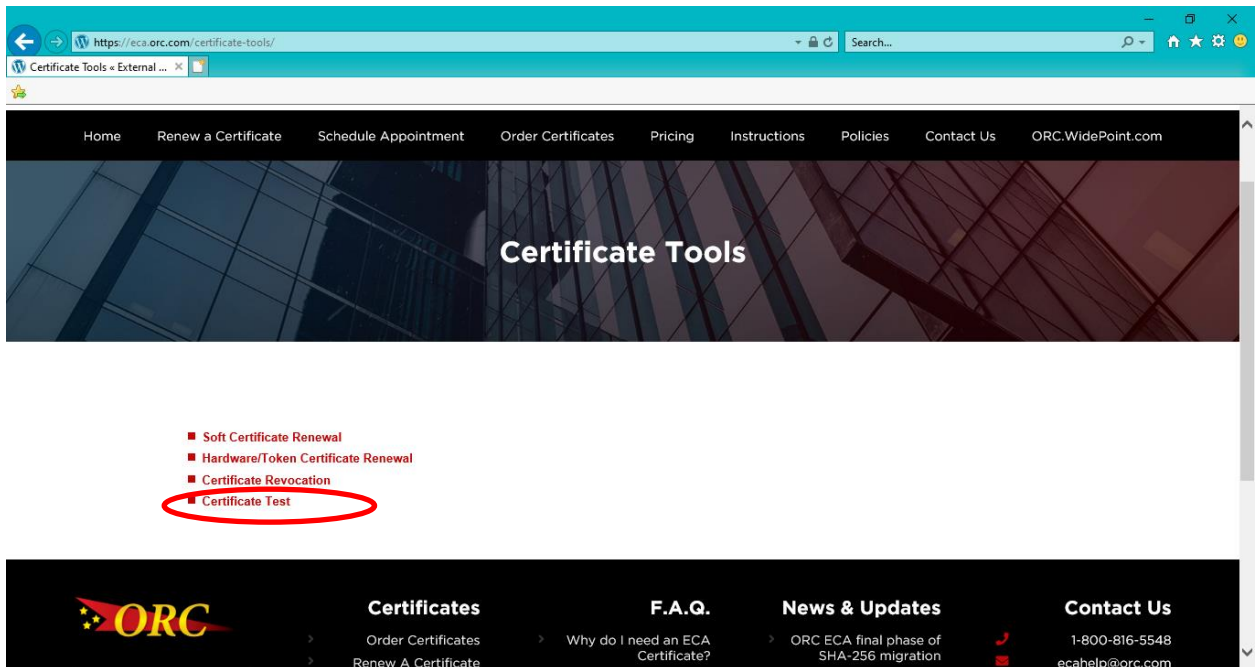 https://eca.orc.com/certificate-tools/
Search...
Certificate Tools « External ...
Home Renew a Certificate Schedule Appointment Order Certificates Pricing Instructions Policies Contact Us ORC.WidePoint.com
Certificate Tools
Soft Certificate Renewal
Hardware/Token Certificate Renewal
Certificate Revocation
Certificate Test
ORC
Certificates
Order Certificates
Renew A Certificate
F.A.Q.
Why do I need an ECA
Certificate?
News & Updates
ORC ECA final phase of
SHA-256 migration
Contact Us
1-800-816-5548
ecahelp@orc.com